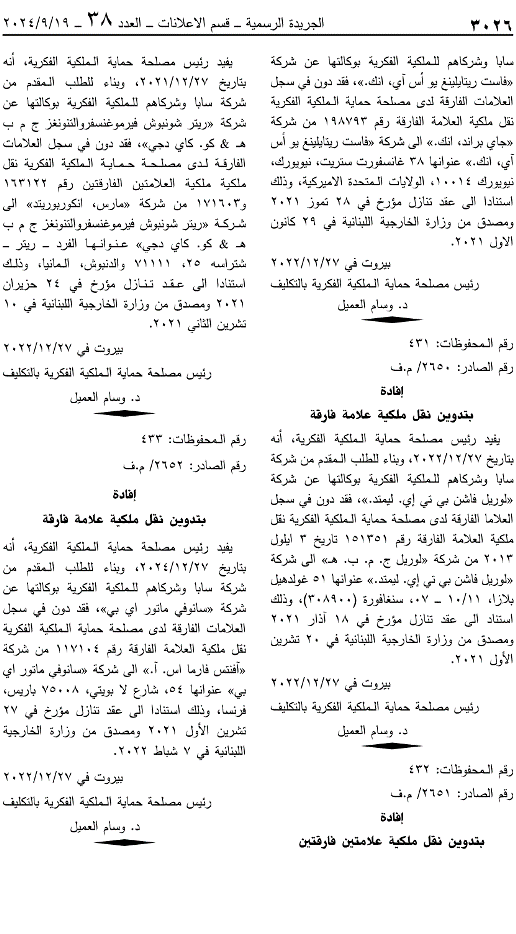 ٣٠٢٦
الجريدة الرسمية ــ قسم الاعلانات ــ العدد ٣٨ ــ ٢٠٢٤/٩/١٩
سابا وشركاهم للملكية الفكرية بوكالتها عن شركة
«فاست ريتايلينغ يو أس آي، انك.»، فقد دون في سجل
العلامات الفارقة لدى مصلحة حماية الملكية الفكرية
نقل ملكية العلامة الفارقة رقم ١٩٨٧٩٣ من شركة
«جاي براند، انك.» الى شركة «فاست ريتايلينغ يو أس
آي، انك.» عنوانها ٣٨ غانسفورت ستريت، نيويورك،
نيويورك ١٠٠١٤، الولايات المتحدة الاميركية، وذلك
استنادا الى عقد تنازل مؤرخ في ٢٨ تموز ٢٠٢١
ومصدق من وزارة الخارجية اللبنانية في ٢٩ كانون
الاول ٢٠٢١.
بيروت في ٢٠٢٢/١٢/٢٧
رئيس مصلحة حماية الملكية الفكرية بالتكليف
د. وسام العميل
رقم المحفوظات: ٤٣١
رقم الصادر: ٢٦٥٠/ م.ف
إفادة
بتدوين نقل ملكية علامة فارقة
يفيد رئيس مصلحة حماية الملكية الفكرية، أنه
بتاريخ ٢٠٢٢/١٢/٢٧، وبناء للطلب المقدم من شركة
سابا وشركاهم للملكية الفكرية بوكالتها عن شركة
«لوريل فاشن بي تي إي. ليمتد.»، فقد دون في سجل
العلاما الفارقة لدى مصلحة حماية الملكية الفكرية نقل
ملكية العلامة الفارقة رقم ١٥١٣٥١ تاريخ ٣ ايلول
٢٠١٣ من شركة «لوريل ج. م. ب. هـ» الى شركة
«لوريل فاشن بي تي إي. ليمتد.» عنوانها ٥١ غولدهيل
بلازا، ١٠/١١ ــ ٠٧، سنغافورة (٣٠٨٩٠٠)، وذلك
استناد الى عقد تنازل مؤرخ في ١٨ آذار ٢٠٢١
ومصدق من وزارة الخارجية اللبنانية في ٢٠ تشرين
الأول ٢٠٢١.
بيروت في ٢٠٢٢/١٢/٢٧
رئيس مصلحة حماية الملكية الفكرية بالتكليف
د. وسام العميل
رقم المحفوظات: ٤٣٢
رقم الصادر: ٢٦٥١/ م.ف
إفادة
بتدوين نقل ملكية علامتين فارقتين
يفيد رئيس مصلحة حماية الملكية الفكرية، أنه
بتاريخ ٢٠٢١/١٢/٢٧، وبناء للطلب المقدم من
شركة سابا وشركاهم للملكية الفكرية بوكالتها عن
شركة «ريتر شونبوش فيرموغنسفروالتنونغز ج م ب
هـ & كو. كاي دجي»، فقد دون في سجل العلامات
الفارقة لدى مصلحة حماية الملكية الفكرية نقل
ملكية ملكية العلامتين الفارقتين رقم ١٦٣١٢٢
و١٧١٦٠٣ من شركة «مارس، انكوربوريتد» الى
شركة «ريتر شونبوش فيرموغنسفروالتنونغز ج م ب
هـ & كو. كاي دجي» عنوانها الفرد ــ ريتر ــ
شتراسه ٢٥، ٧١١١١ والدنبوش، المانيا، وذلك
استنادا الى عقد تنازل مؤرخ في ٢٤ حزيران
٢٠٢١ ومصدق من وزارة الخارجية اللبنانية في ١٠
تشرين الثاني ٢٠٢١.
بيروت في ٢٠٢٢/١٢/٢٧
رئيس مصلحة حماية الملكية الفكرية بالتكليف
د. وسام العميل
رقم المحفوظات: ٤٣٣
رقم الصادر: ٢٦٥٢/ م.ف
إفادة
بتدوين نقل ملكية علامة فارقة
يفيد رئيس مصلحة حماية الملكية الفكرية، أنه
بتاريخ ٢٠٢٤/١٢/٢٧، وبناء للطلب المقدم من
شركة سابا وشركاهم للملكية الفكرية بوكالتها عن
شركة «سانوفي ماتور اي بي»، فقد دون في سجل
العلامات الفارقة لدى مصلحة حماية الملكية الفكرية
نقل ملكية العلامة الفارقة رقم ١١٧١٠٤ من شركة
«أفنتس فارما اس. آ.» الى شركة «سانوفي ماتور اي
بي» عنوانها ٥٤، شارع لا بويتي، ٧٥٠٠٨ باريس،
فرنسا، وذلك استنادا الى عقد تنازل مؤرخ في ٢٧
تشرين الأول ٢٠٢١ ومصدق من وزارة الخارجية
اللبنانية في ٧ شباط ٢٠٢٢.
بيروت في ٢٠٢٢/١٢/٢٧
رئيس مصلحة حماية الملكية الفكرية بالتكليف
د. وسام العميل